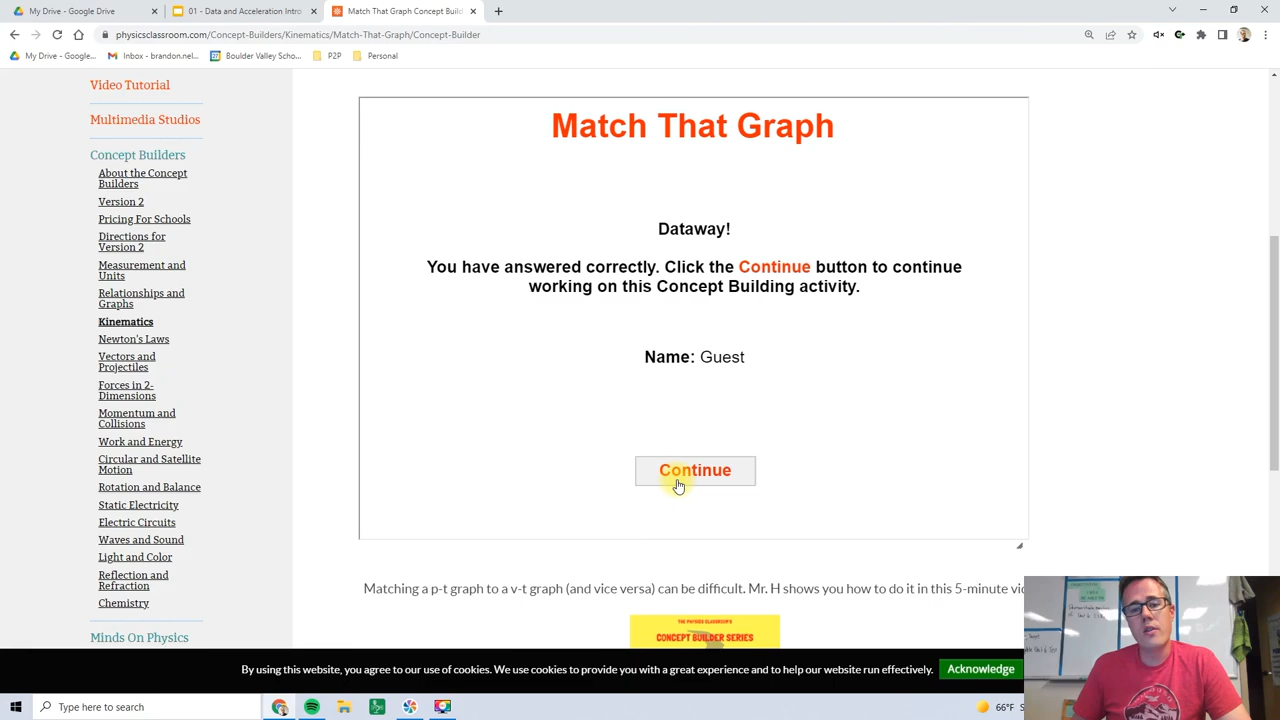 My Drive - Google Drive
01 - Data and Acceleration Intro
Match That Graph Concept Build
physicsclassroom.com/Concept-Builders/Kinematics/Match-That-Graph/Concept-Builder
My Drive - Google...
Inbox - brandon.nel...
Boulder Valley Scho...
P2P
Personal
Video Tutorial
Multimedia Studios
Concept Builders
About the Concept
Builders
Version 2
Pricing For Schools
Directions for
Version 2
Measurement and
Units
Relationships and
Graphs
Kinematics
Newton's Laws
Vectors and
Projectiles
Forces in 2-
Dimensions
Momentum and
Collisions
Work and Energy
Circular and Satellite
Motion
Rotation and Balance
Static Electricity
Electric Circuits
Waves and Sound
Light and Color
Reflection and
Refraction
Chemistry
Minds On Physics
Match That Graph
Dataway!
You have answered correctly. Click the Continue button to continue
working on this Concept Building activity.
Name: Guest
Continue
Matching a p-t graph to a v-t graph (and vice versa) can be difficult. Mr. H shows you how to do it in this 5-minute vi
THE PHYSICS CLASSROOM'S
CONCEPT BUILDER SERIES
By using this website, you agree to our use of cookies. We use cookies to provide you with a great experience and to help our website run effectively.
Acknowledge
Type here to search
66°F S